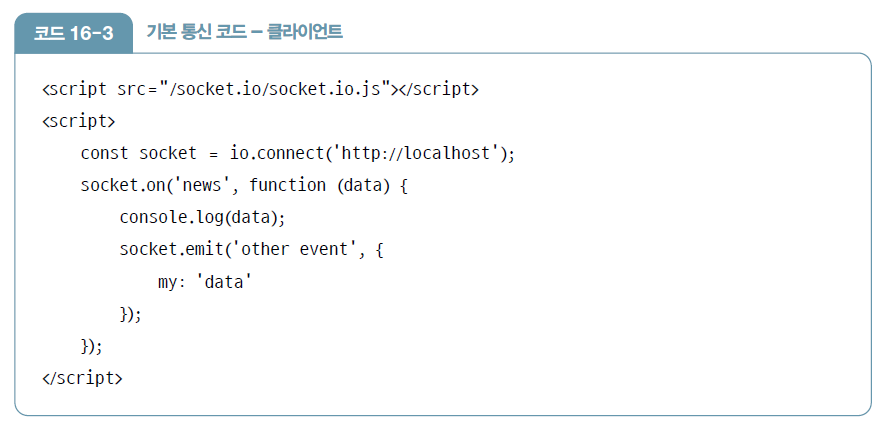 코드 16-3 기본 통신 코드 – 클라이언트
<script src="/socket.io/socket.io.js"></script>
<script>
    const socket = io.connect('http://localhost');
    socket.on('news', function (data) {
        console.log(data);
        socket.emit('other event', {
            my: 'data'
        });
    });
</script>